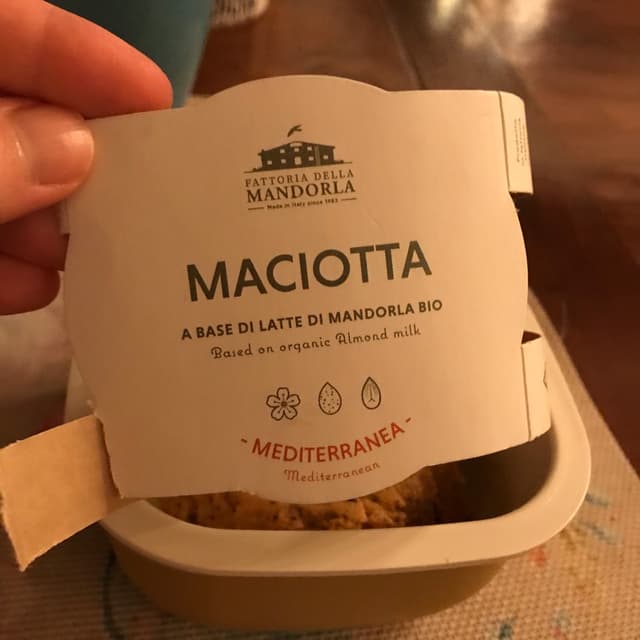 FATTORIA DELLA
MANDORLA
Made in Italy since 1982
MACIOTTA
A BASE DI LATTE DI MANDORLA BIO
Based on organic Almond milk
- MEDITERRANEA -
Mediterranean